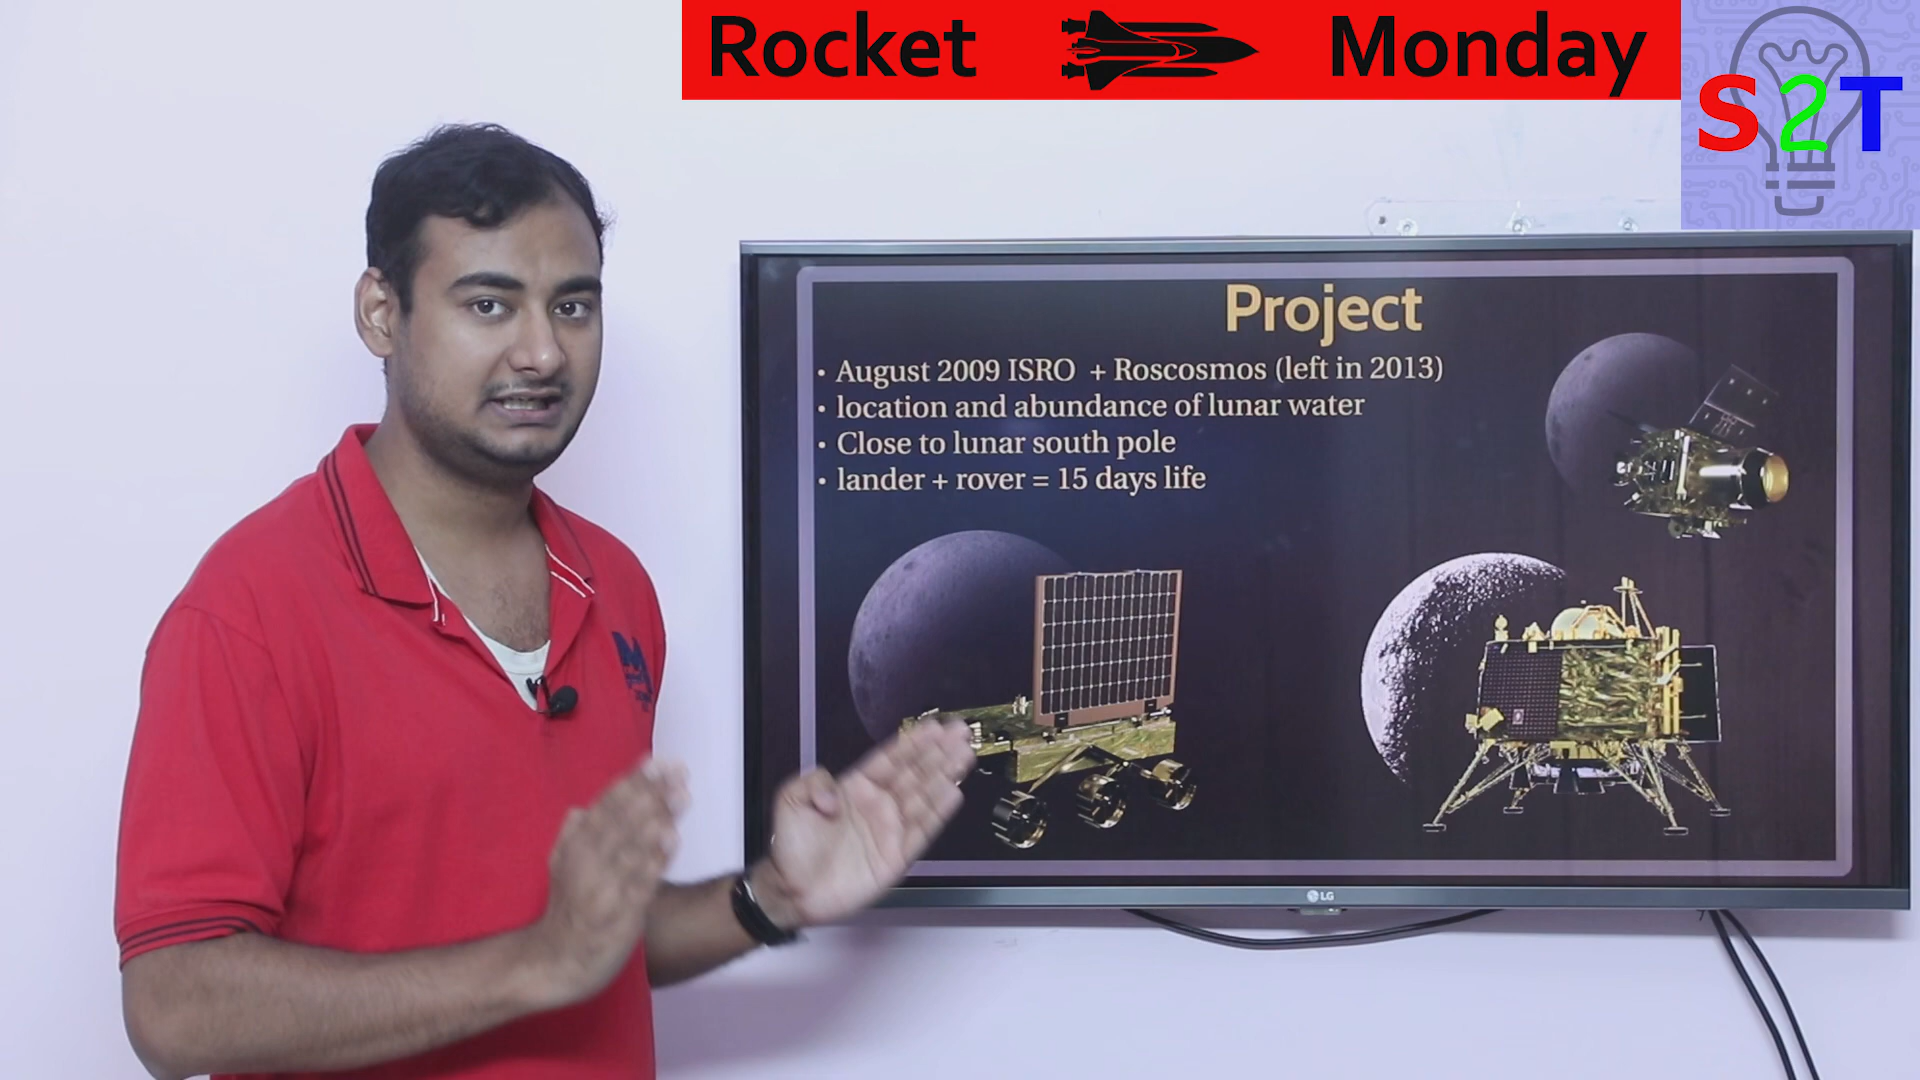 Rocket Monday
S2T
Project
• August 2009 ISRO + Roscosmos (left in 2013)
• location and abundance of lunar water
• Close to lunar south pole
• lander + rover = 15 days life
M
LG